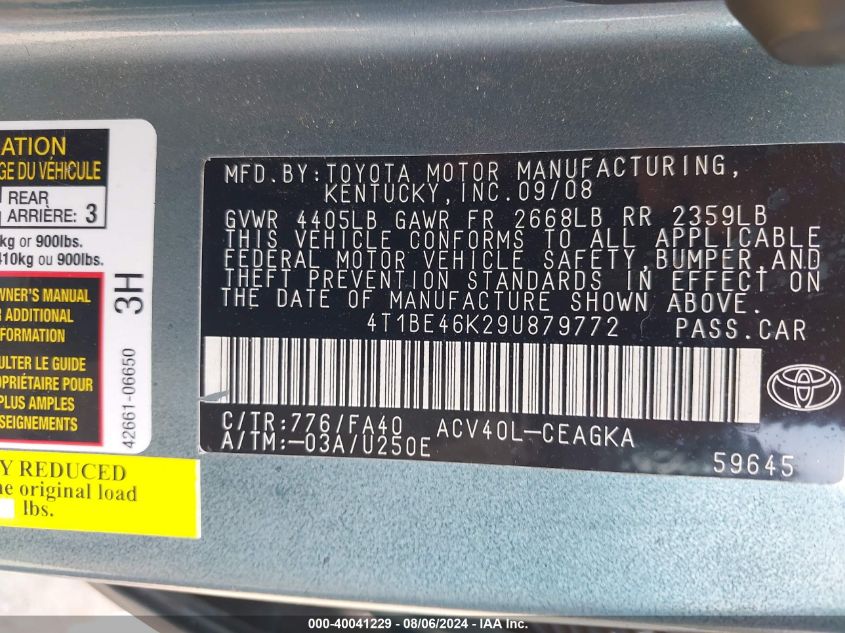 ATION
GE DU VÉHICULE
REAR
ARRIÈRE: 3
kg or 900lbs.
410kg ou 900lbs.
WNER'S MANUAL
ADDITIONAL
FORMATION
ULTER LE GUIDE
OPRIÉTAIRE POUR
PLUS AMPLES
SEIGNEMENTS
3H
42661-06650
Y REDUCED
he original load
lbs.
MFD.BY:TOYOTA MOTOR MANUFACTURING,
KENTUCKY,INC.09/08
GVWR 4405LB GAWR FR 2668LB RR 2359LB
THIS VEHICLE CONFORMS TO ALL APPLICABLE
FEDERAL MOTOR VEHICLE SAFETY,BUMPER,AND
THEFT PREVENTION STANDARDS IN EFFECT ON
THE DATE OF MANUFACTURE SHOWN ABOVE.
4T1BE46K29U879772 PASS.CAR
C/TR:776/FA40 ACV40L-CEAGKA
A/TM:-03A/U250E
59645
000-40041229 - 08/06/2024 - Copyright © IAA, Inc.